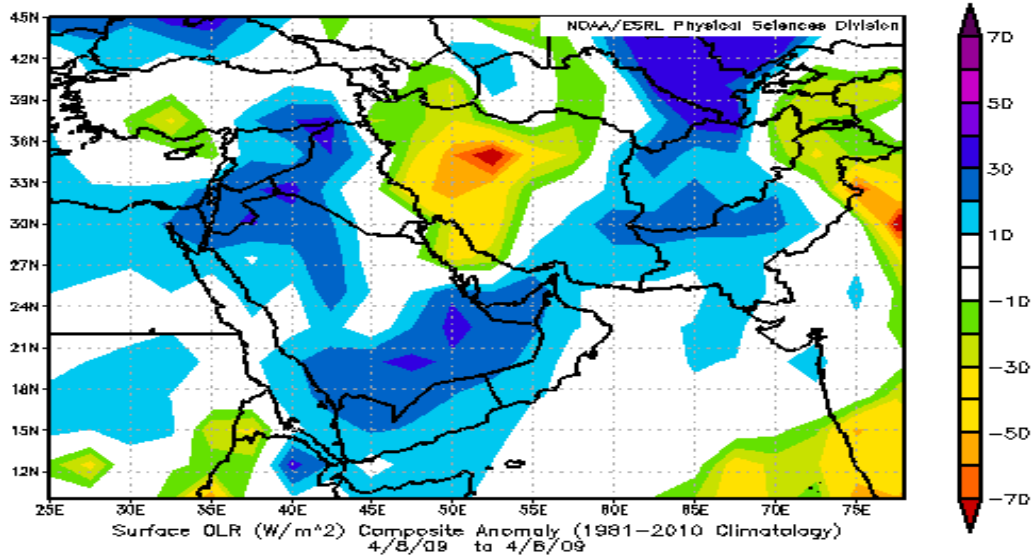 NOAA/ESRL Physical Sciences Division
45N
42N
39N
36N
33N
30N
27N
24N
21N
18N
15N
12N
25E 30E 35E 40E 45E 50E 55E 60E 65E 70E 75E
70
50
30
10
-10
-30
-50
-70
Surface OLR (W/m^2) Composite Anomaly (1981-2010 Climatology)
4/8/09 to 4/8/09